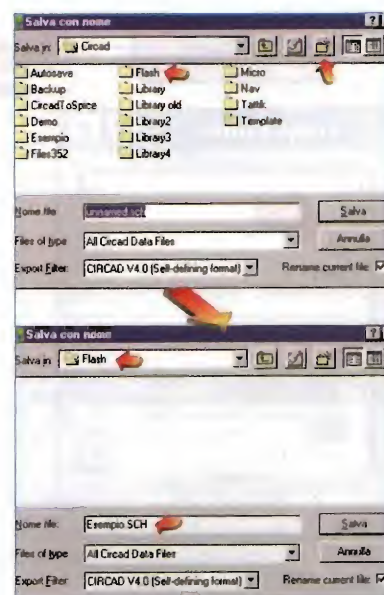 Salva con nome
Salva in: Circad
Autosave Flash Micro
Backup Library Nav
CircadToSpice Library old Tattik
Demo Library2 Template
Esempio Library3
Files352 Library4
Nome file: unnamed.sch Salva
Files of type All Circad Data Files Annulla
Export Filter: CIRCAD V4.0 (Self-defining format) Rename current file:
Salva con nome
Salva in: Flash
Nome file: Esempio SCH Salva
Files of type All Circad Data Files Annulla
Export Filter: CIRCAD V4.0 (Self-defining format) Rename current file: